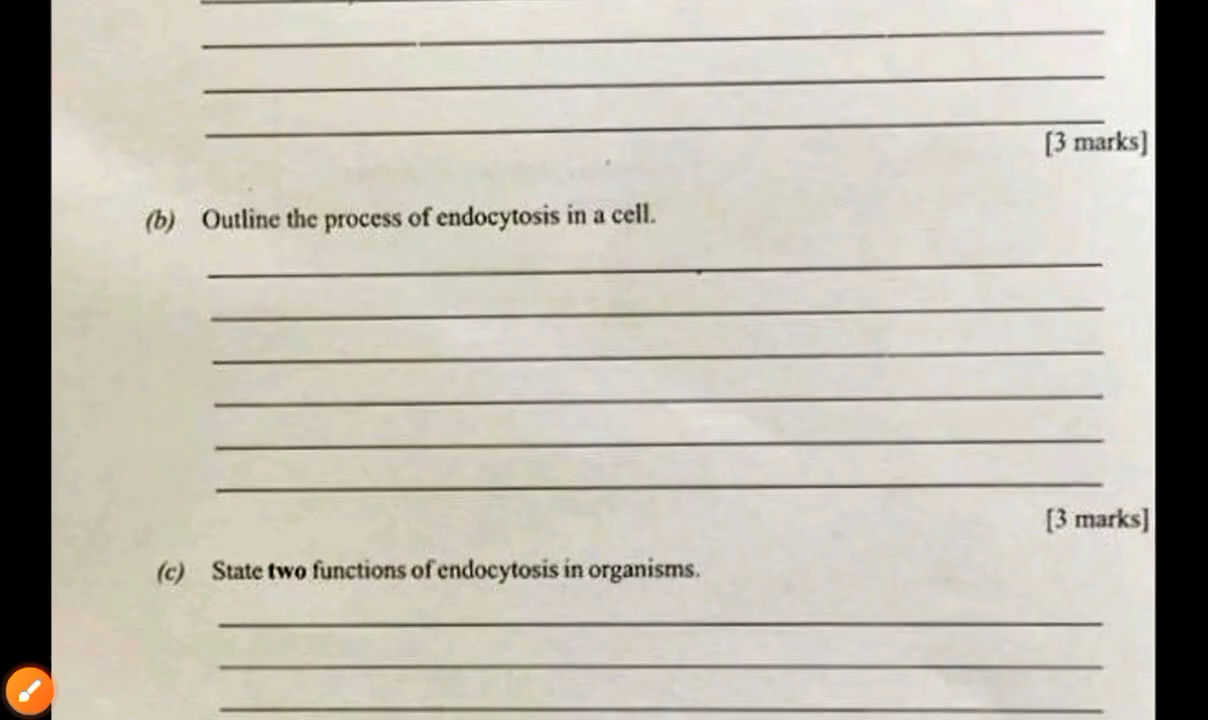 [3 marks]
(b) Outline the process of endocytosis in a cell.
[3 marks]
(c) State two functions of endocytosis in organisms.